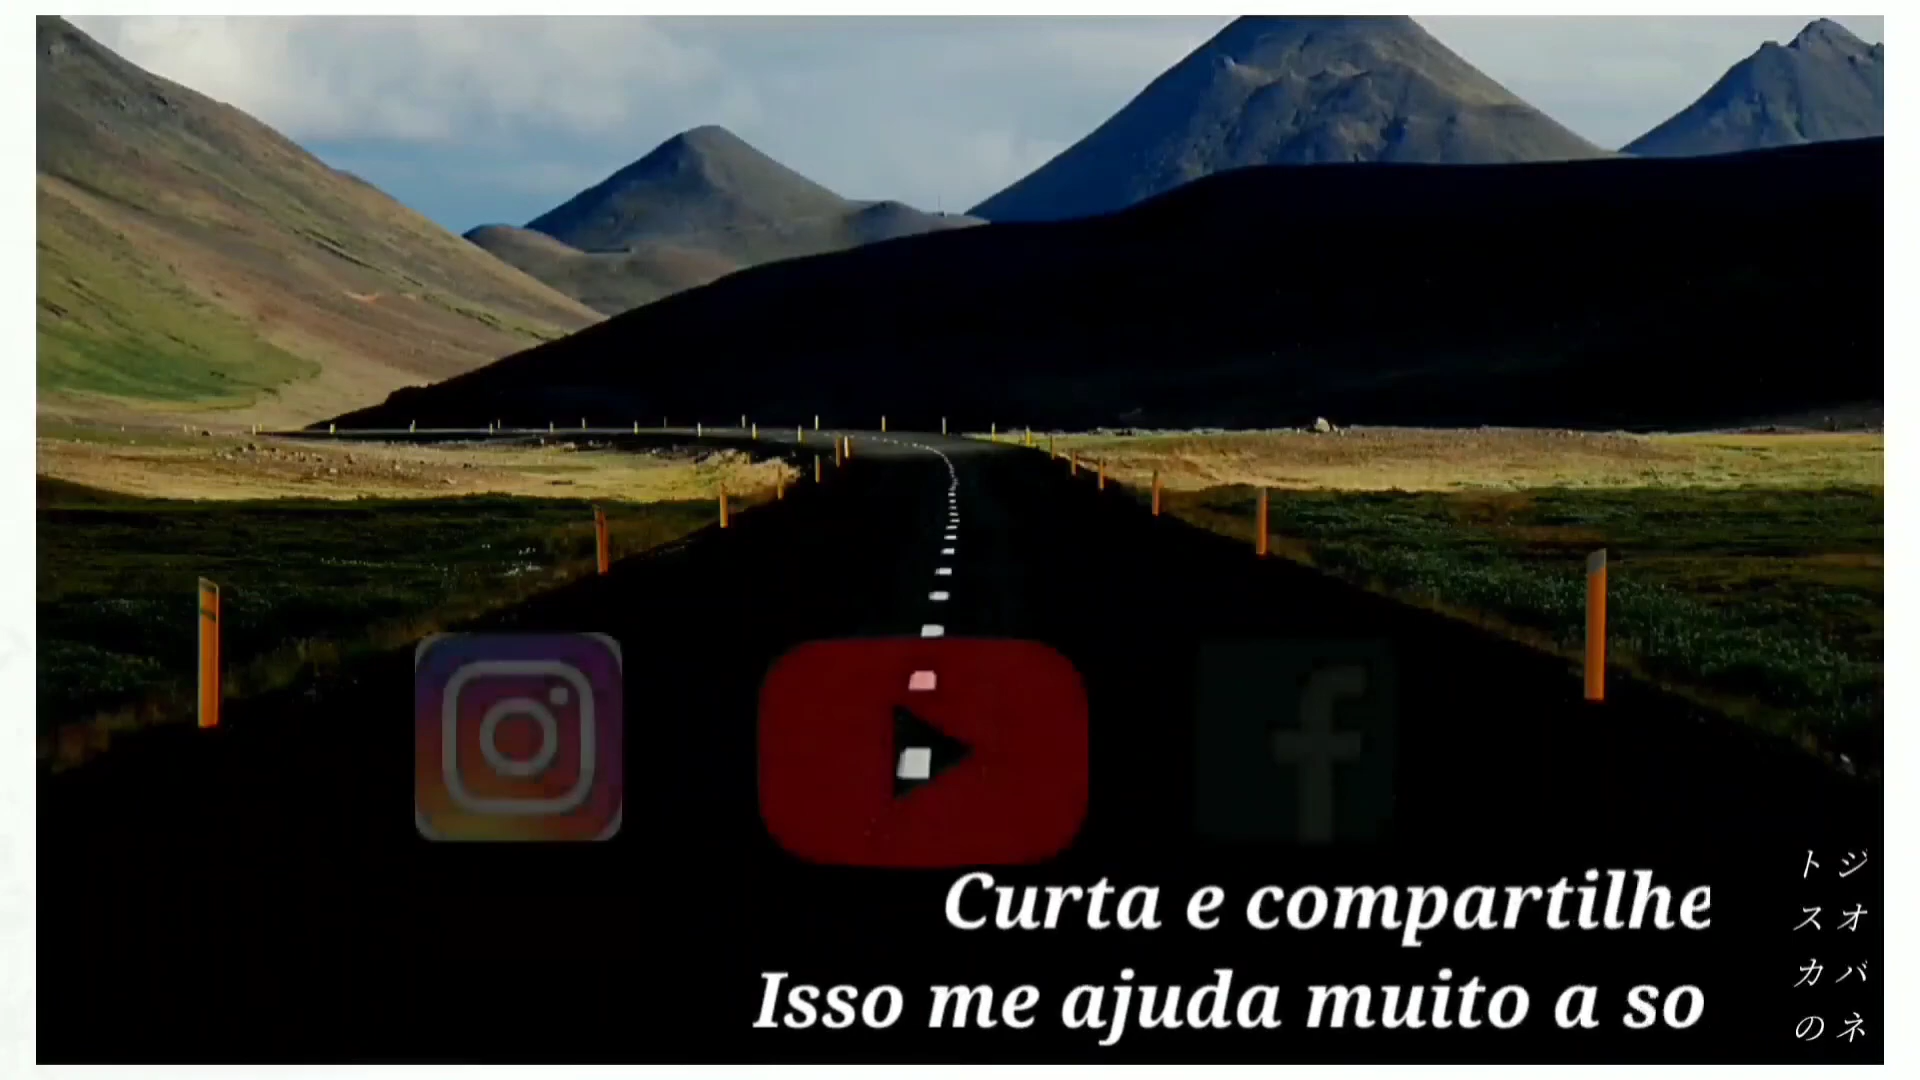 Curta e compartilhe
Isso me ajuda muito a so
ジオバネ
トスカの